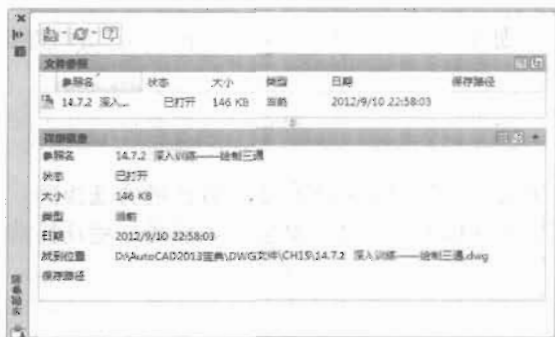 文件参照
参照名 状态 大小 类型 日期 保存路径
14.7.2 深入... 已打开 146 KB 当前 2012/9/10 22:58:03
详细信息
参照名 14.7.2 深入训练——绘制三通
状态 已打开
大小 146 KB
类型 当前
日期 2012/9/10 22:58:03
找到位置 D:\AutoCAD2013宝典\DWG文件\CH15\14.7.2 深入训练——绘制三通.dwg
保存路径
外部参照